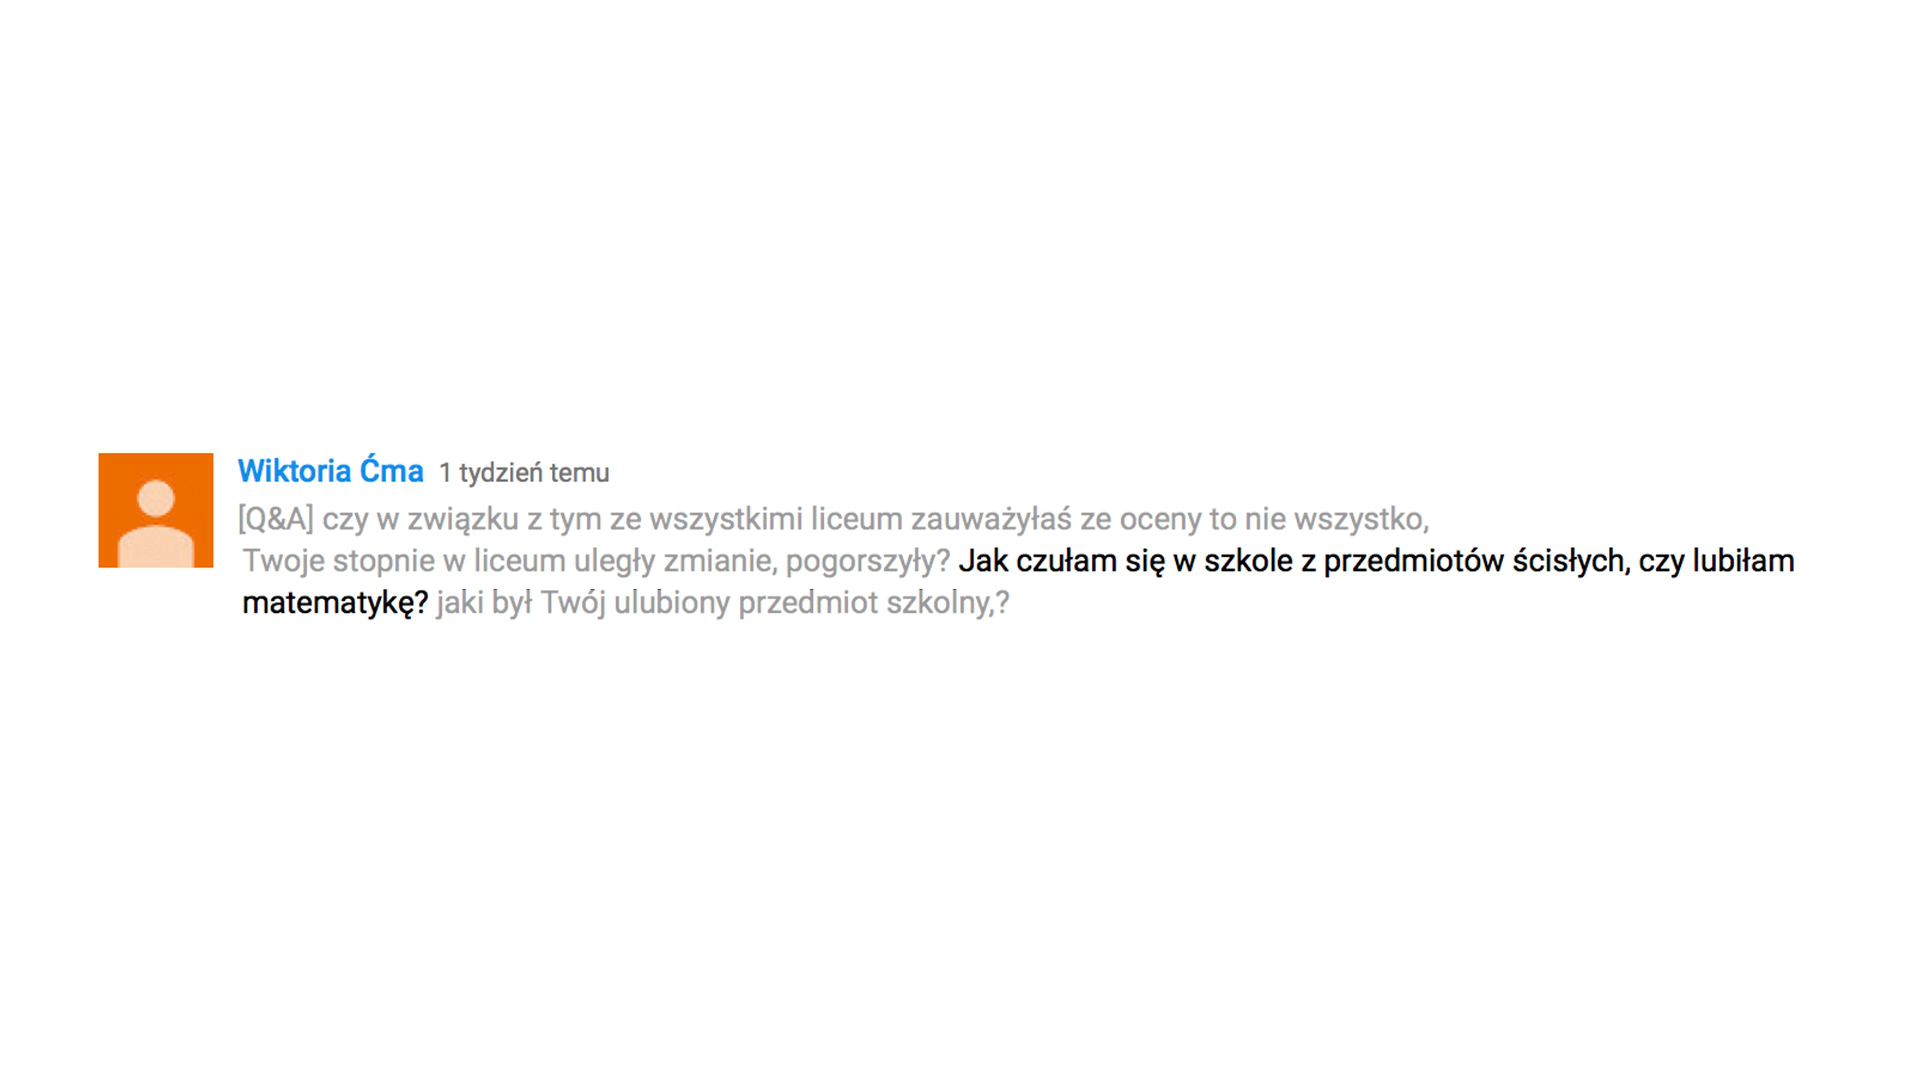 Wiktoria Ćma 1 tydzień temu
[Q&A] czy w związku z tym ze wszystkimi liceum zauważyłaś ze oceny to nie wszystko,
Twoje stopnie w liceum uległy zmianie, pogorszyły? Jak czułam się w szkole z przedmiotów ścisłych, czy lubiłam
matematykę? jaki był Twój ulubiony przedmiot szkolny,?